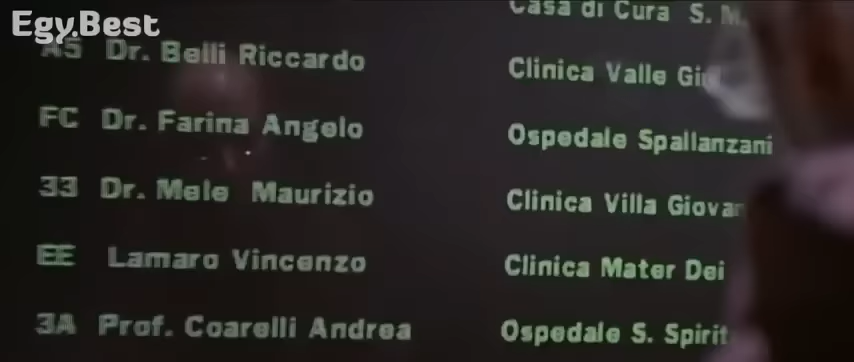 Egy.Best
Casa di Cura S. M.
A5 Dr. Belli Riccardo
Clinica Valle
FC Dr. Farina Angelo
Ospedale Spallanzani
33 Dr. Mele Maurizio
Clinica Villa
EE Lamaro Vincenzo
Clinica Mater Dei
3A Prof. Coarelli Andrea
Ospedale S.